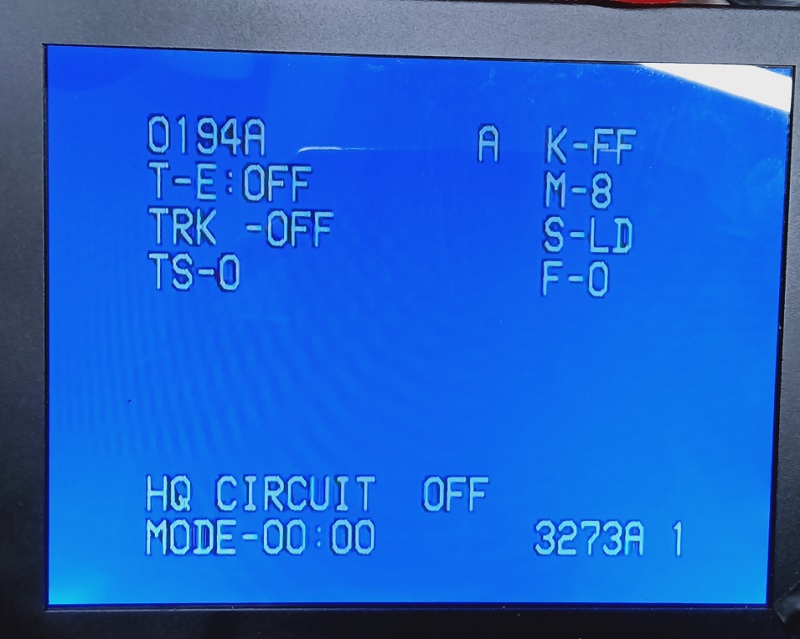 0194A A K-FF
T-E:OFF M-8
TRK -OFF S-LD
TS-0 F-0
HQ CIRCUIT OFF
MODE-00:00 3273A 1